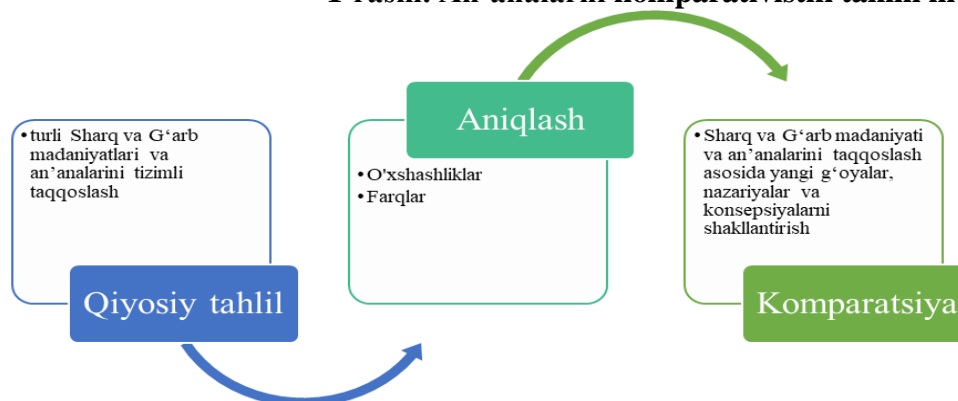 turli Sharq va G‘arb
madaniyatlari va
an’analarini tizimli
taqqoslash
Qiyosiy tahlil
Aniqlash
•O'xshashliklar
•Farqlar
•Sharq va G‘arb madaniyati
va an’analarini taqqoslash
asosida yangi g‘oyalar,
nazariyalar va
konsepsiyalarni
shakllantirish
Komparatsiya